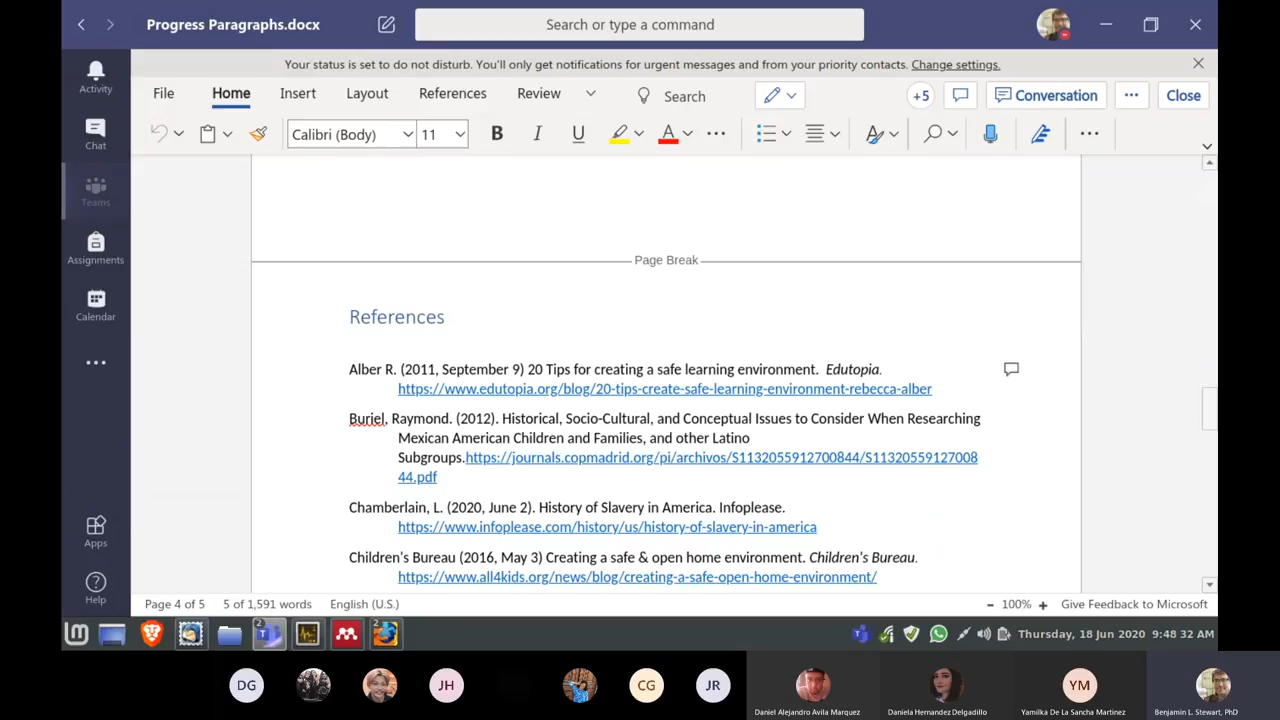 Progress Paragraphs.docx
Search or type a command
Your status is set to do not disturb. You'll only get notifications for urgent messages and from your priority contacts. Change settings.
Activity
Chat
Teams
Assignments
Calendar
Apps
Help
File Home Insert Layout References Review Search +5 Conversation Close
Calibri (Body) 11 B I U A
Page Break
References
Alber R. (2011, September 9) 20 Tips for creating a safe learning environment. Edutopia.
https://www.edutopia.org/blog/20-tips-create-safe-learning-environment-rebecca-alber
Buriel, Raymond. (2012). Historical, Socio-Cultural, and Conceptual Issues to Consider When Researching
Mexican American Children and Families, and other Latino
Subgroups.https://journals.copmadrid.org/pi/archivos/S1132055912700844/S11320559127008
44.pdf
Chamberlain, L. (2020, June 2). History of Slavery in America. Infoplease.
https://www.infoplease.com/history/us/history-of-slavery-in-america
Children's Bureau (2016, May 3) Creating a safe & open home environment. Children's Bureau.
https://www.all4kids.org/news/blog/creating-a-safe-open-home-environment/
Page 4 of 5 5 of 1,591 words English (U.S.) 100% Give Feedback to Microsoft
2 2 Thursday, 18 Jun 2020 9:48 32 AM
DG JH CG JR YM
Daniel Alejandro Avila Marquez Daniela Hernandez Delgadillo Yamilka De La Sancha Martinez Benjamin L. Stewart, PhD